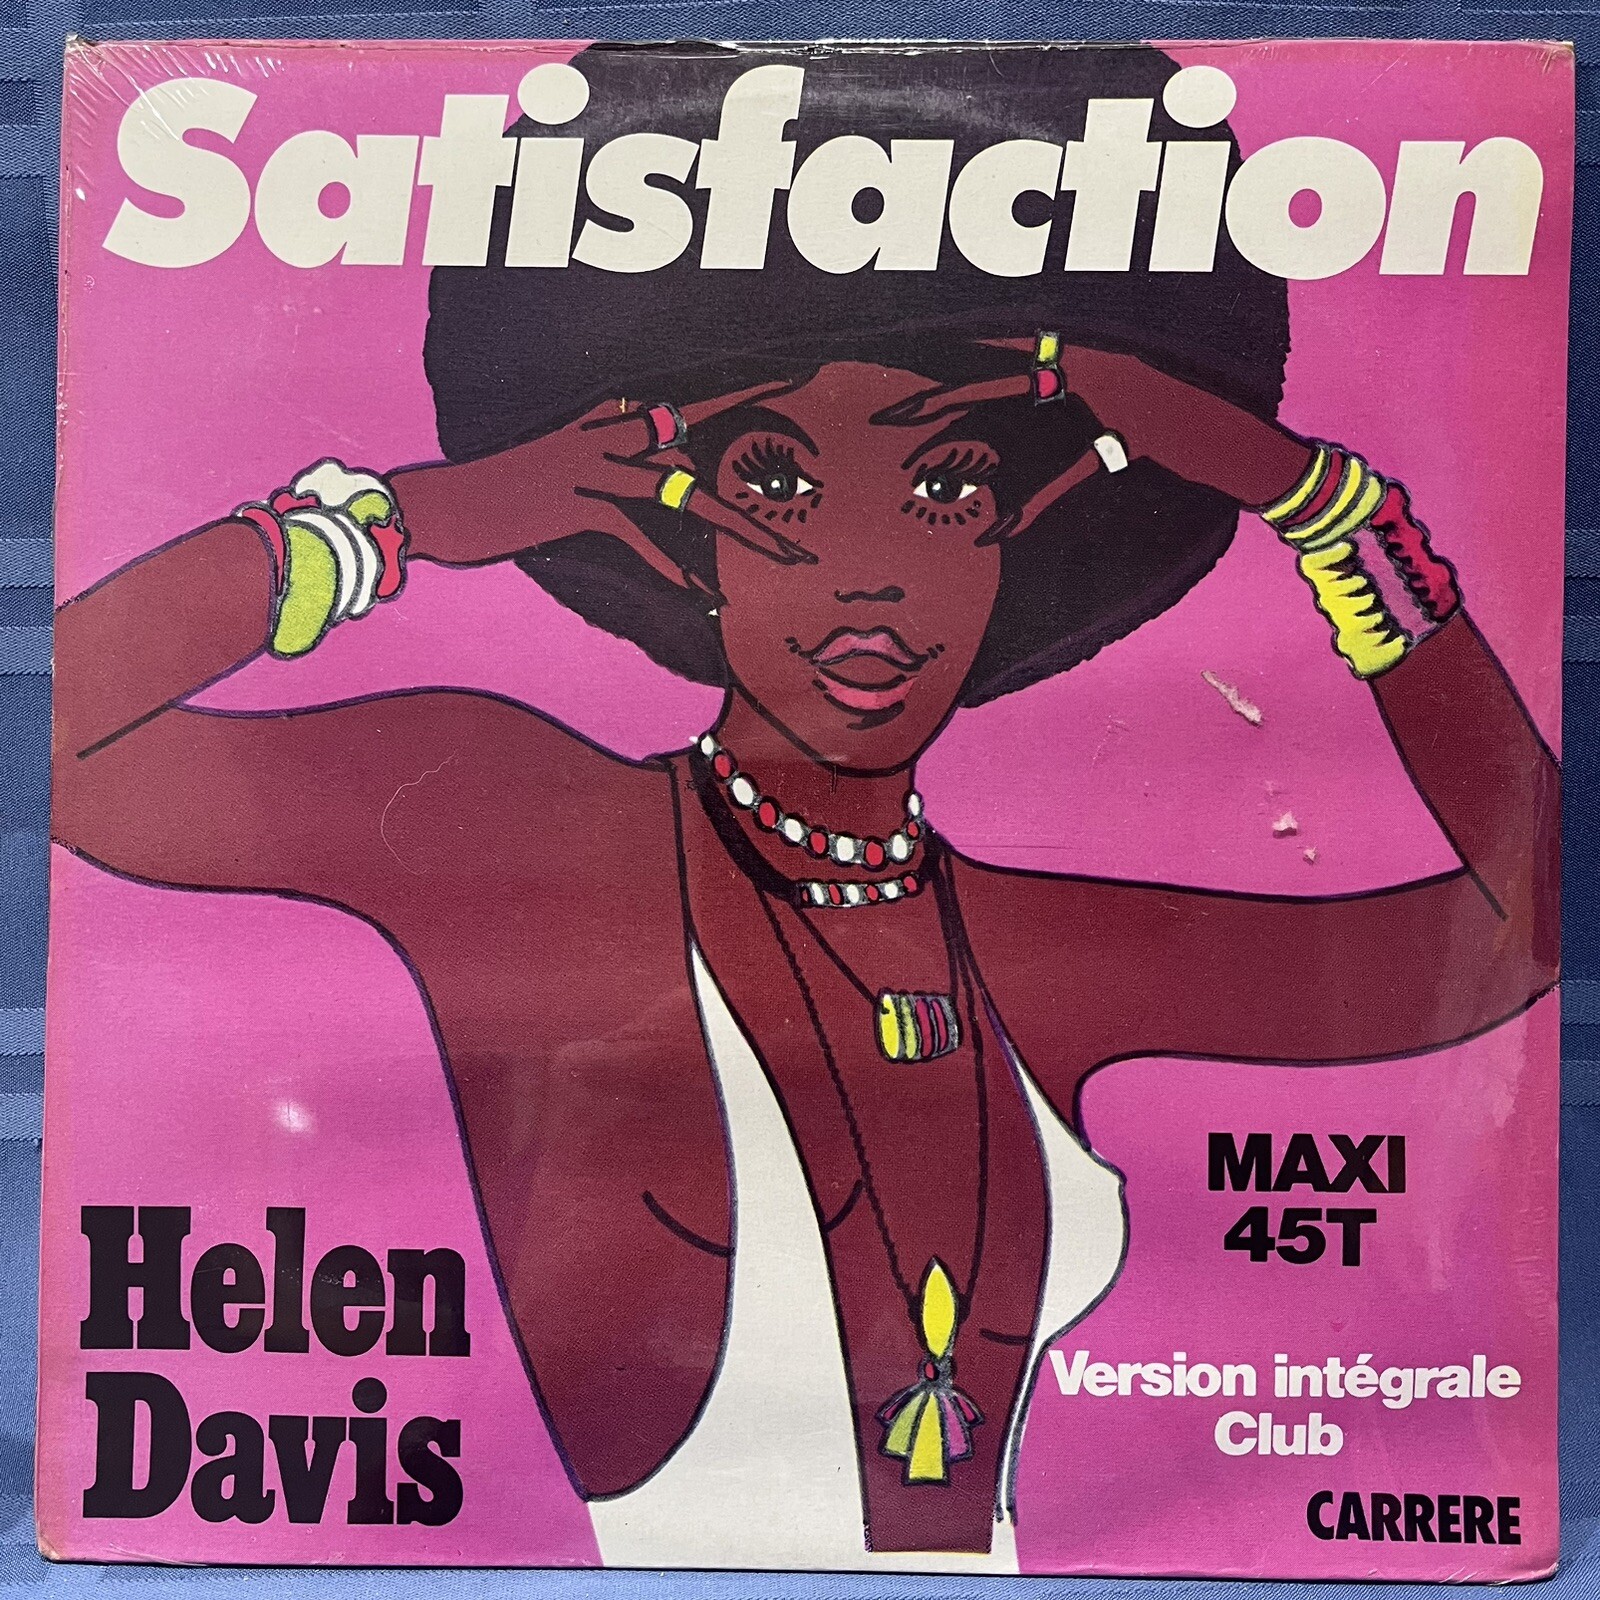 Satisfaction
Helen
Davis
MAXI
45T
Version intégrale
Club
CARRERE